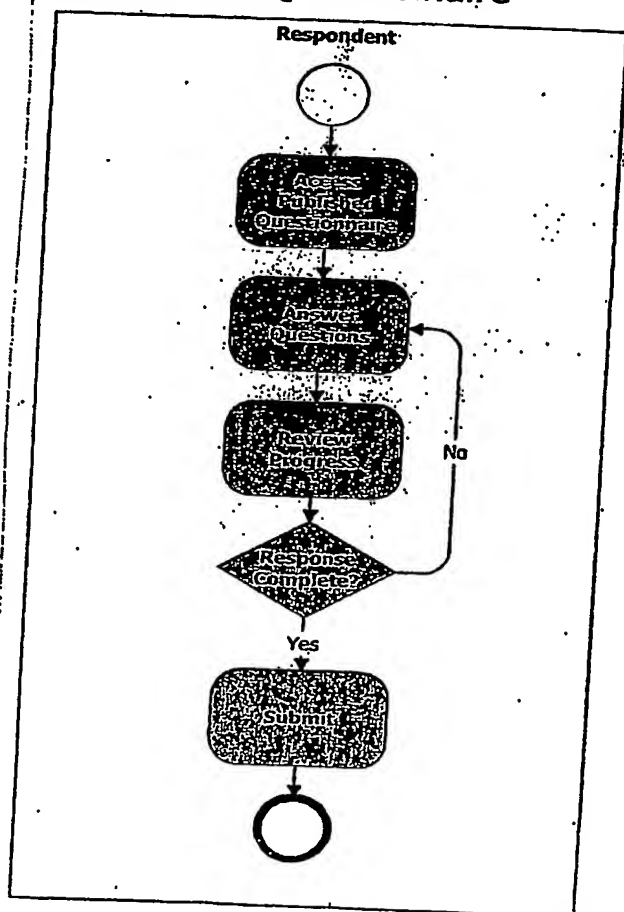 Respondent
Access
Published
Questionnaire
Answer
Questions
Review
Progress
No
Response
Complete?
Yes
Submit